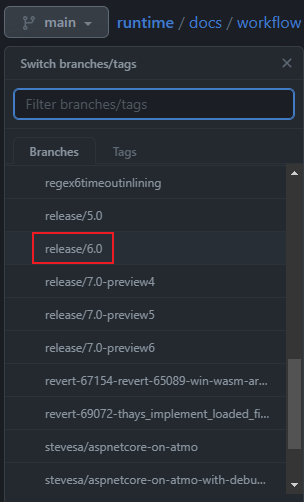 main
runtime / docs / workflow
Switch branches/tags
Filter branches/tags
Branches Tags
regex6timeoutinlining
release/5.0
release/6.0
release/7.0-preview4
release/7.0-preview5
release/7.0-preview6
revert-67154-revert-65089-win-wasm-ar...
revert-69072-thays_implement_loaded_fi...
stevesa/aspnetcore-on-atmo
stevesa/aspnetcore-on-atmo-with-debu...